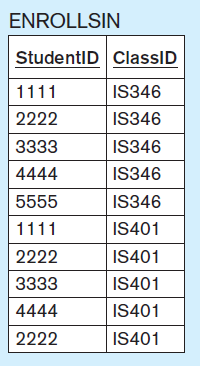 ENROLLSIN
StudentID ClassID
1111 IS346
2222 IS346
3333 IS346
4444 IS346
5555 IS346
1111 IS401
2222 IS401
3333 IS401
4444 IS401
2222 IS401